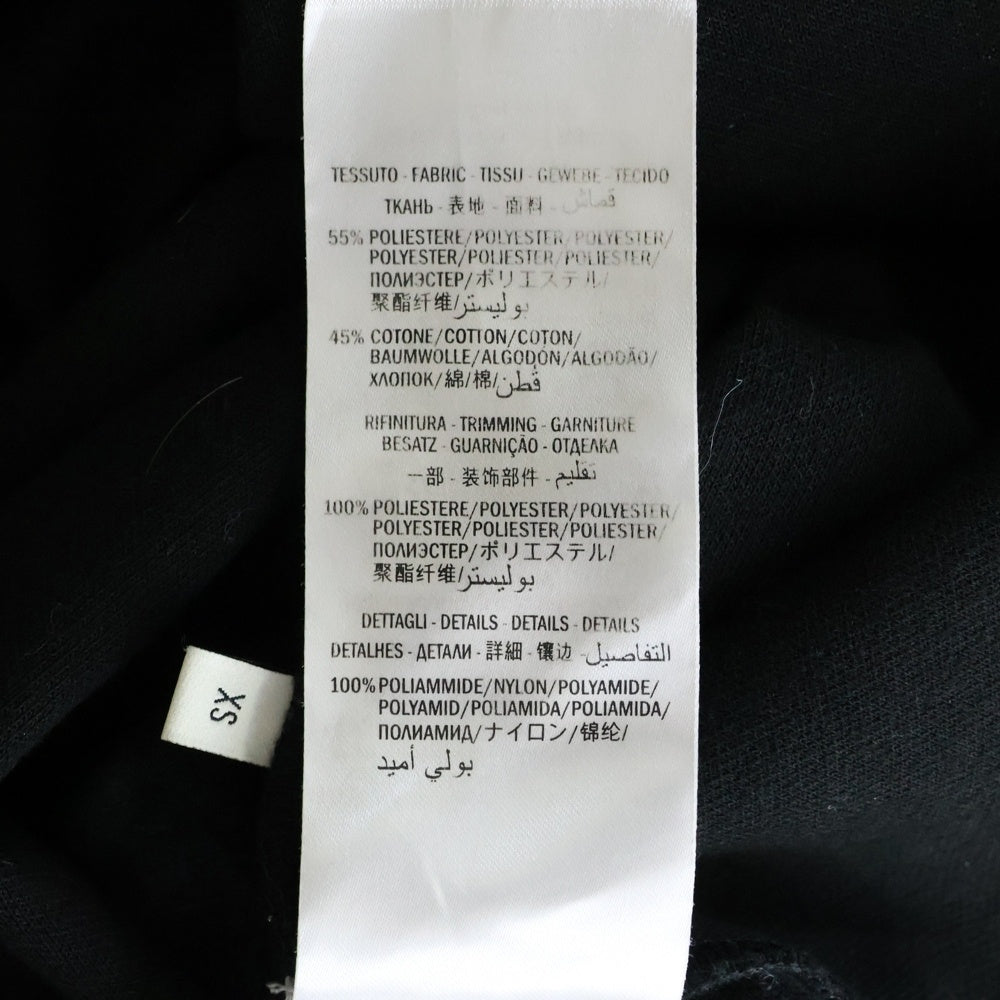 TESSUTO - FABRIC - TISSU - GEWEBE - TECIDO
ТКАНЬ - 表地 - 面料 - قماش
55% POLIESTERE/POLYESTER/POLYESTER/
POLYESTER/POLIESTER/POLIÉSTER/
ПОЛИЭСТЕР/ポリエステル/
聚酯纤维/بوليستر
45% COTONE/COTTON/COTON/
BAUMWOLLE/ALGODÓN/ALGODÃO/
ХЛОПОК/綿/棉/قطن
RIFINITURA - TRIMMING - GARNITURE
BESATZ - GUARNIÇÃO - ОТДЕЛКА
一部 - 装饰部件 - تقليم
100% POLIESTERE/POLYESTER/POLYESTER/
POLYESTER/POLIESTER/POLIESTER/
ПОЛИЭСТЕР/ポリエステル/
聚酯纤维/بوليستر
DETTAGLI - DETAILS - DETAILS - DETAILS
DETALHES - ДЕТАЛИ - 詳細 - 镶边 - التفاصيل
100% POLIAMMIDE/NYLON/POLYAMIDE/
POLYAMID/POLIAMIDA/POLIAMIDA/
ПОЛИАМИД/ナイロン/锦纶/
بولي أميد
XS